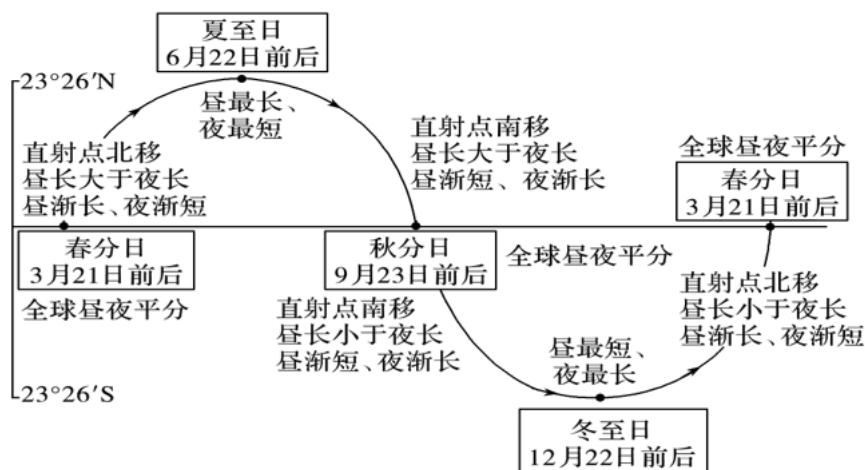 夏至日
6月22日前后
23°26′N
昼最长、
夜最短
直射点北移
昼长大于夜长
昼渐长、夜渐短
直射点南移
昼长大于夜长
昼渐短、夜渐长
全球昼夜平分
春分日
3月21日前后
春分日
3月21日前后
全球昼夜平分
秋分日
9月23日前后
全球昼夜平分
直射点南移
昼长小于夜长
昼渐短、夜渐长
直射点北移
昼长小于夜长
昼渐长、夜渐短
昼最短、
夜最长
23°26′S
冬至日
12月22日前后